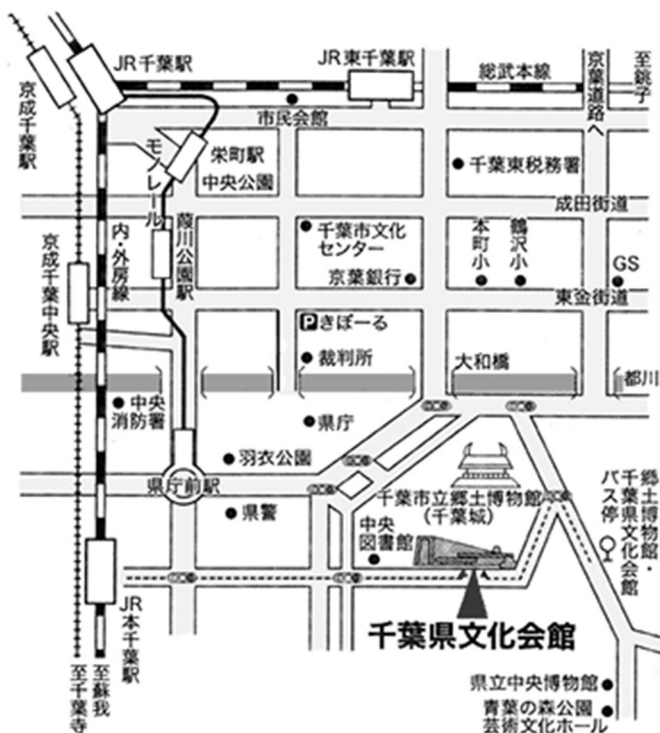 JR千葉駅
JR東千葉駅
総武本線
京葉道路へ
至銚子
京成千葉駅
市民会館
モノレール
栄町駅
中央公園
千葉東税務署
成田街道
内・外房線
葭川公園駅
千葉市文化
センター
京葉銀行
本町小
鶴沢小
GS
京成千葉中央駅
東金街道
Pきぼーる
裁判所
大和橋
都川
中央
消防署
県庁
羽衣公園
県庁前駅
県警
千葉市立郷土博物館
(千葉城)
中央
図書館
郷土博物館・
千葉県文化会館
バス停
JR本千葉駅
千葉県文化会館
至蘇我
至千葉寺
県立中央博物館
青葉の森公園
芸術文化ホール